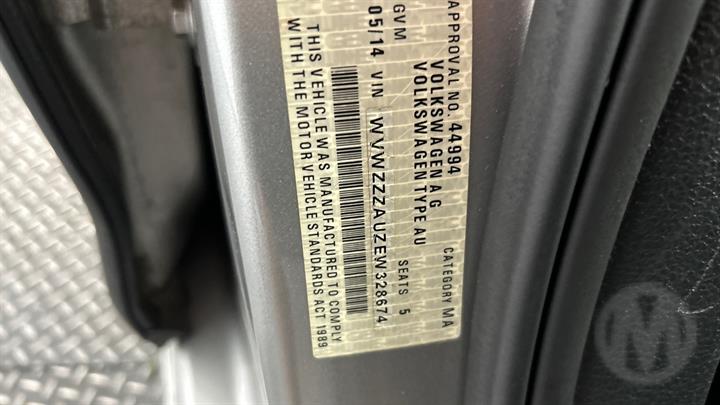 APPROVAL NO. 44994 CATEGORY MA
VOLKSWAGEN AG
VOLKSWAGEN TYPE AU
GVM SEATS 5
05/14 VIN WVWZZZAUZEW328674
THIS VEHICLE WAS MANUFACTURED TO COMPLY
WITH THE MOTOR VEHICLE STANDARDS ACT 1989
M